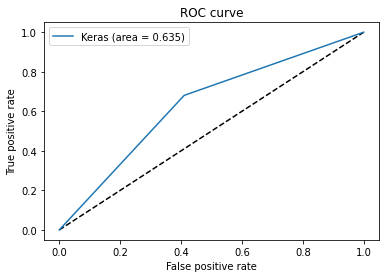 ROC curve
Keras (area = 0.635)
1.0
0.8
0.6
0.4
0.2
0.0
True positive rate
0.0 0.2 0.4 0.6 0.8 1.0
False positive rate